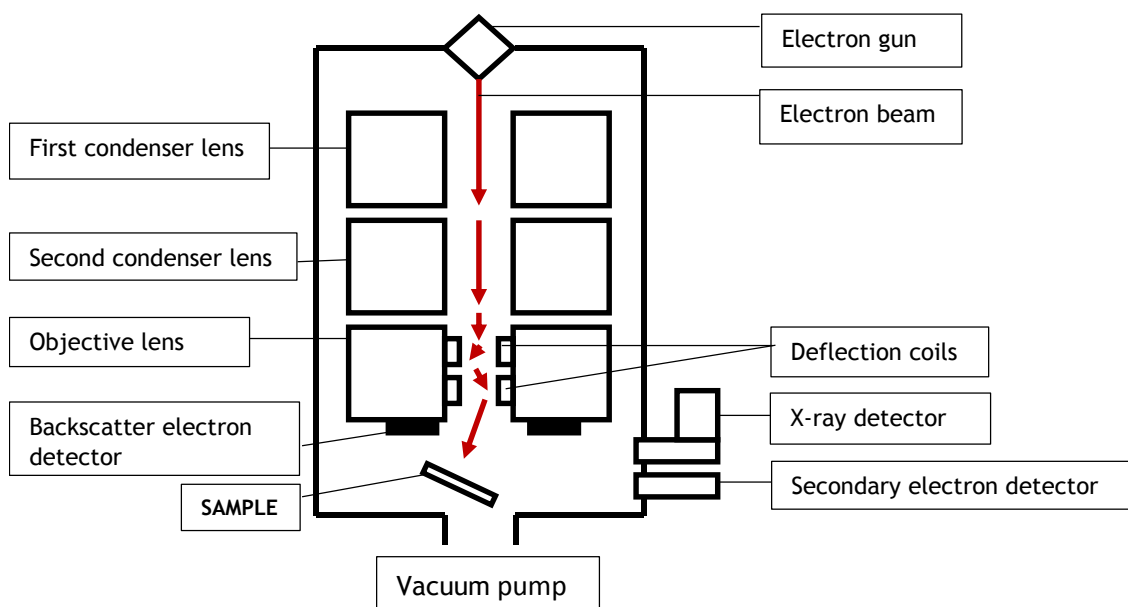 Electron gun
Electron beam
First condenser lens
Second condenser lens
Objective lens
Deflection coils
X-ray detector
Backscatter electron
detector
Secondary electron detector
SAMPLE
Vacuum pump